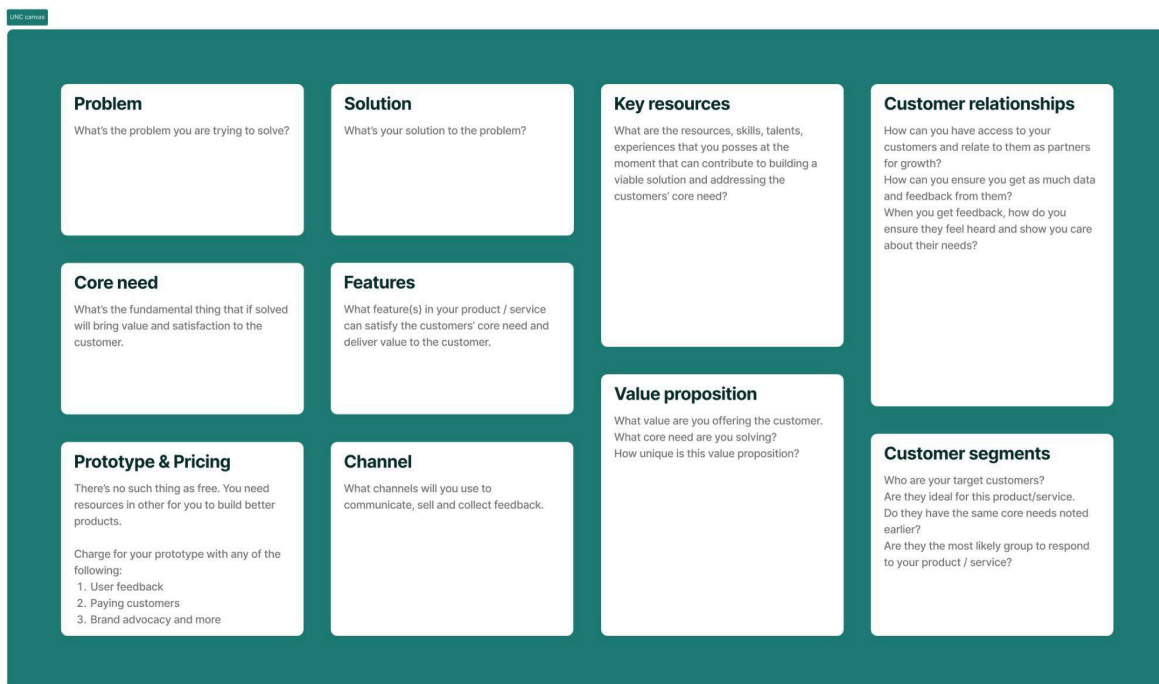 UNC canvas
Problem
What's the problem you are trying to solve?
Core need
What's the fundamental thing that if solved
will bring value and satisfaction to the
customer.
Prototype & Pricing
There's no such thing as free. You need
resources in other for you to build better
products.
Charge for your prototype with any of the
following:
1. User feedback
2. Paying customers
3. Brand advocacy and more
Solution
What's your solution to the problem?
Features
What feature(s) in your product / service
can satisfy the customers' core need and
deliver value to the customer.
Channel
What channels will you use to
communicate, sell and collect feedback.
Key resources
What are the resources, skills, talents,
experiences that you posses at the
moment that can contribute to building a
viable solution and addressing the
customers' core need?
Value proposition
What value are you offering the customer.
What core need are you solving?
How unique is this value proposition?
Customer relationships
How can you have access to your
customers and relate to them as partners
for growth?
How can you ensure you get as much data
and feedback from them?
When you get feedback, how do you
ensure they feel heard and show you care
about their needs?
Customer segments
Who are your target customers?
Are they ideal for this product/service.
Do they have the same core needs noted
earlier?
Are they the most likely group to respond
to your product / service?